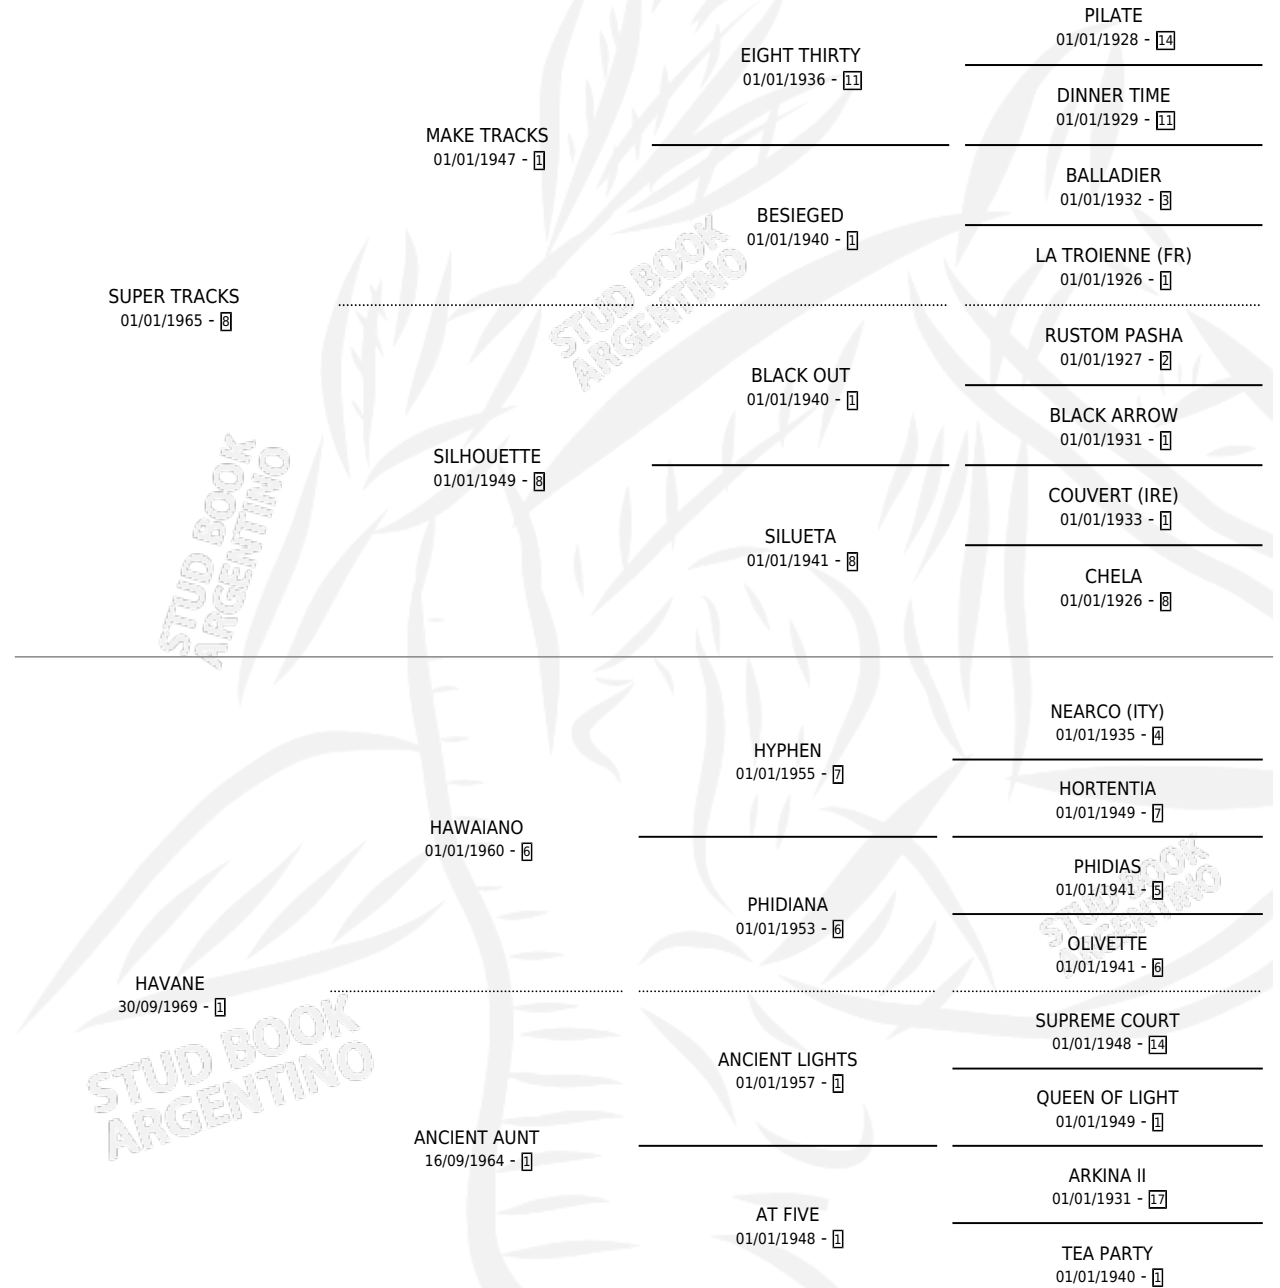 PILATE
01/01/1928 - 14
EIGHT THIRTY
01/01/1936 - 11
DINNER TIME
01/01/1929 - 11
MAKE TRACKS
01/01/1947 - 1
BALLADIER
01/01/1932 - 3
BESIEGED
01/01/1940 - 1
LA TROIENNE (FR)
01/01/1926 - 1
SUPER TRACKS
01/01/1965 - 8
STUD BOOK
ARGENTINO
RUSTOM PASHA
01/01/1927 - 2
BLACK OUT
01/01/1940 - 1
BLACK ARROW
01/01/1931 - 1
SILHOUETTE
01/01/1949 - 8
COUVERT (IRE)
01/01/1933 - 1
SILUETA
01/01/1941 - 8
CHELA
01/01/1926 - 8
STUD BOOK
ARGENTINO
NEARCO (ITY)
01/01/1935 - 4
HYPHEN
01/01/1955 - 7
HORTENTIA
01/01/1949 - 7
HAWAIANO
01/01/1960 - 6
PHIDIAS
01/01/1941 - 5
PHIDIANA
01/01/1953 - 6
OLIVETTE
01/01/1941 - 6
STUD BOOK
ARGENTINO
HAVANE
30/09/1969 - 1
SUPREME COURT
01/01/1948 - 14
ANCIENT LIGHTS
01/01/1957 - 1
QUEEN OF LIGHT
01/01/1949 - 1
STUD BOOK
ARGENTINO
ANCIENT AUNT
16/09/1964 - 1
ARKINA II
01/01/1931 - 17
AT FIVE
01/01/1948 - 1
TEA PARTY
01/01/1940 - 1